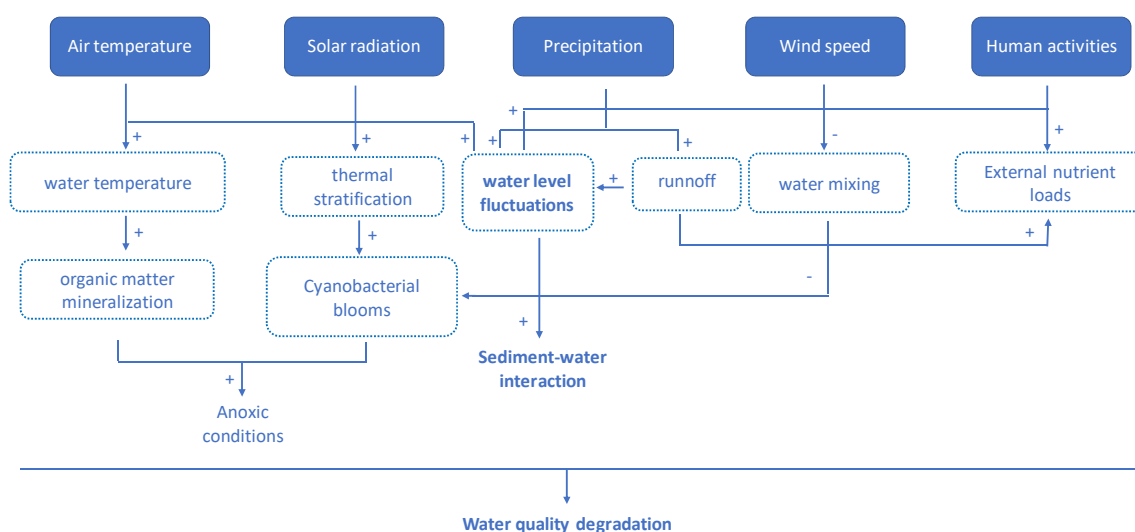 Air temperature
Solar radiation
Precipitation
Wind speed
Human activities
+
+
+
+
+
+
-
+
water temperature
thermal
stratification
water level
fluctuations
+
runnoff
water mixing
External nutrient
loads
+
+
+
organic matter
mineralization
Cyanobacterial
blooms
-
+
Sediment-water
interaction
+
Anoxic
conditions
Water quality degradation